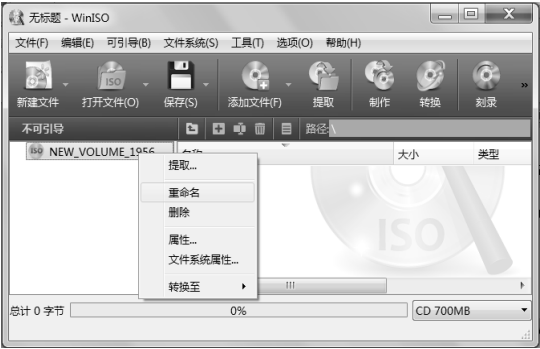 无标题 - WinISO
文件(F) 编辑(E) 可引导(B) 文件系统(S) 工具(T) 选项(O) 帮助(H)
ISO
新建文件 打开文件(O) 保存(S) 添加文件(F) 提取 制作 转换 刻录 »
不可引导 路径:\
ISO NEW_VOLUME_1956 名称 大小 类型
提取...
重命名
删除
属性...
文件系统属性...
转换至
ISO
总计 0 字节 0% CD 700MB